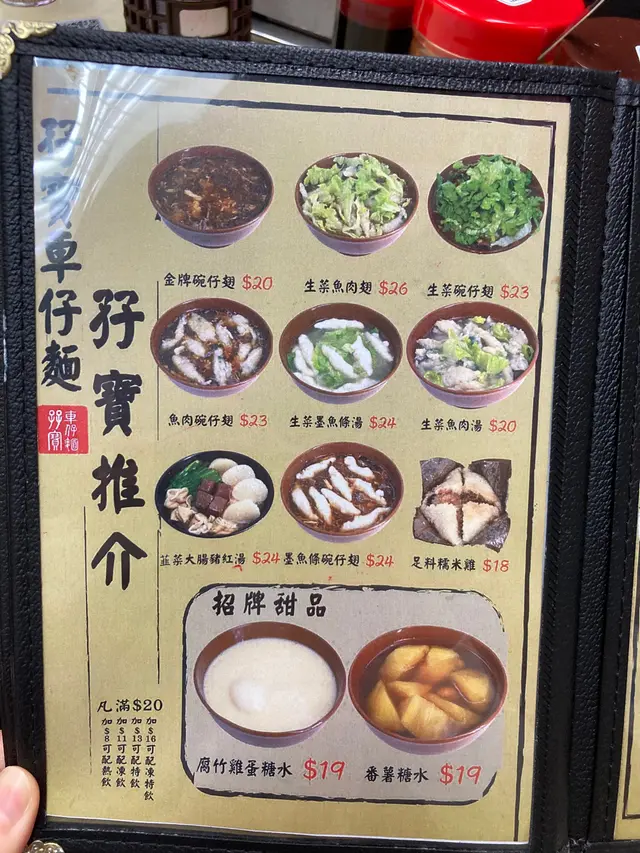 孖寶車仔麵
孖寶
車仔麵
孖寶推介
金牌碗仔翅 $20
生菜魚肉翅 $26
生菜碗仔翅 $23
魚肉碗仔翅 $23
生菜墨魚條湯 $24
生菜魚肉湯 $20
韮菜大腸豬紅湯 $24
墨魚條碗仔翅 $24
足料糯米雞 $18
招牌甜品
腐竹雞蛋糖水 $19
番薯糖水 $19
凡滿$20
加$8可配熱飲
加$11可配凍飲
加$13可配特飲
加$16可配凍特飲